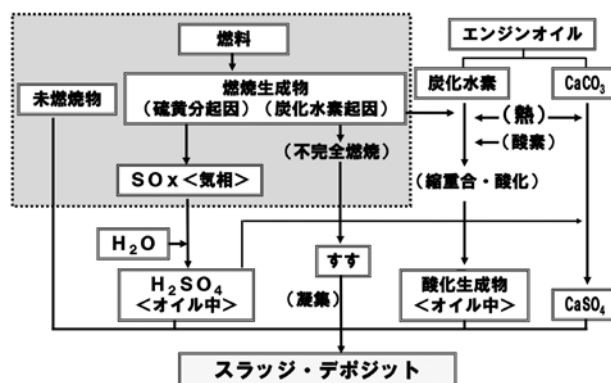 燃料
エンジンオイル
未燃焼物
燃焼生成物
（硫黄分起因）（炭化水素起因）
炭化水素
CaCO₃
（熱）
（酸素）
（不完全燃焼）
SOx＜気相＞
（縮重合・酸化）
H₂O
H₂SO₄
＜オイル中＞
すす
酸化生成物
＜オイル中＞
CaSO₄
（凝集）
スラッジ・デポジット